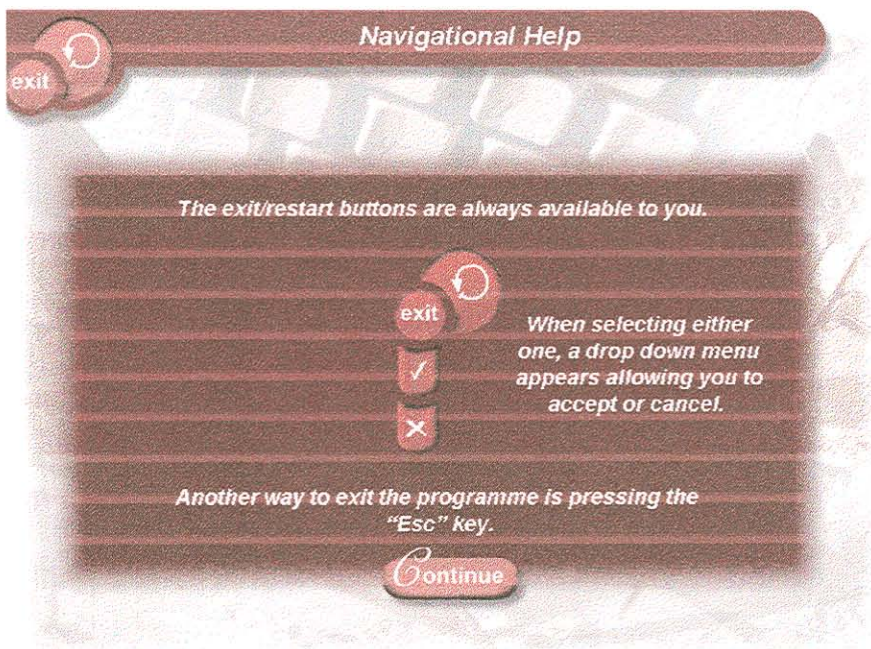 Navigational Help
exit
The exit/restart buttons are always available to you.
exit
When selecting either
one, a drop down menu
appears allowing you to
accept or cancel.
Another way to exit the programme is pressing the
“Esc” key.
Continue